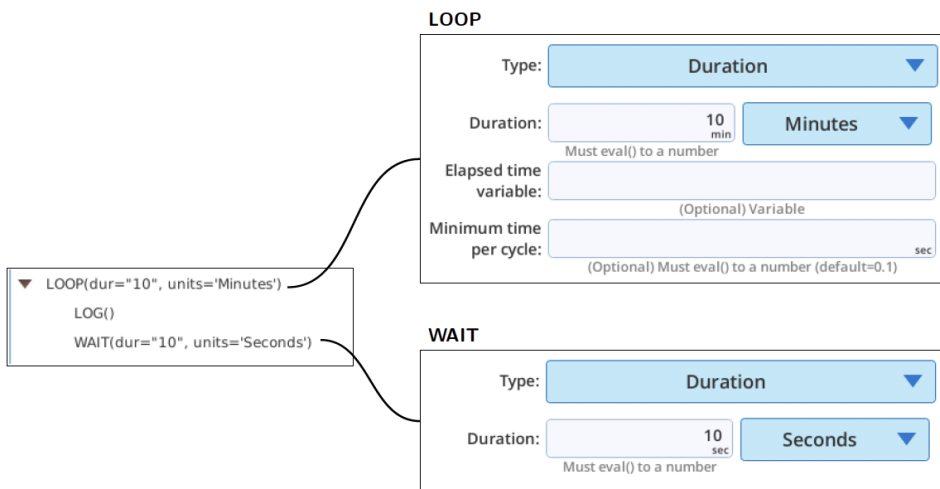 LOOP
Type:
Duration
Duration:
10
min
Minutes
Must eval() to a number
Elapsed time
variable:
(Optional) Variable
Minimum time
per cycle:
sec
(Optional) Must eval() to a number (default=0.1)
LOOP(dur="10", units='Minutes')
LOG()
WAIT(dur="10", units='Seconds')
WAIT
Type:
Duration
Duration:
10
sec
Seconds
Must eval() to a number